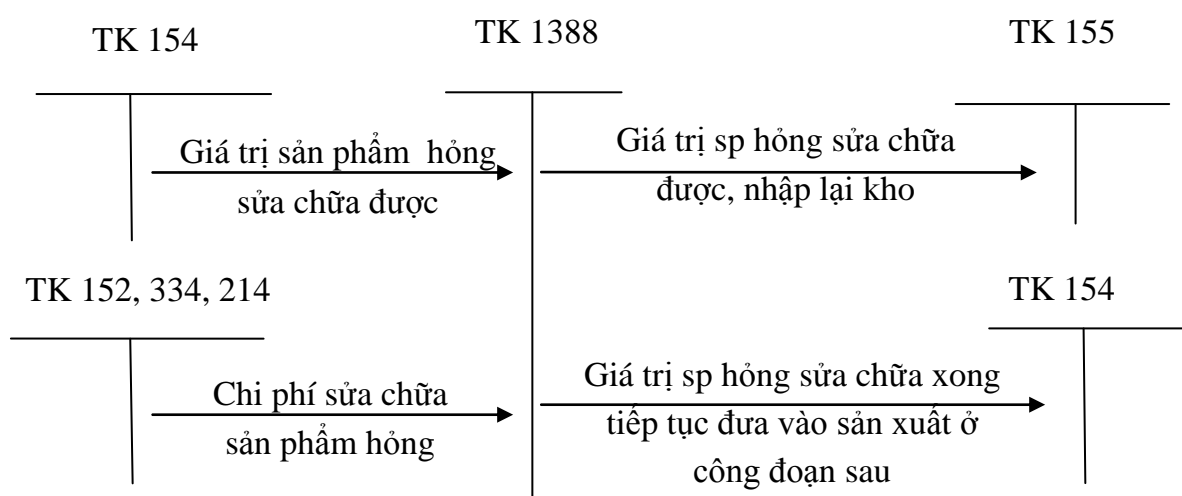 TK 154
TK 1388
TK 155
Giá trị sản phẩm hỏng
sửa chữa được
Giá trị sp hỏng sửa chữa
được, nhập lại kho
TK 152, 334, 214
TK 154
Chi phí sửa chữa
sản phẩm hỏng
Giá trị sp hỏng sửa chữa xong
tiếp tục đưa vào sản xuất ở
công đoạn sau